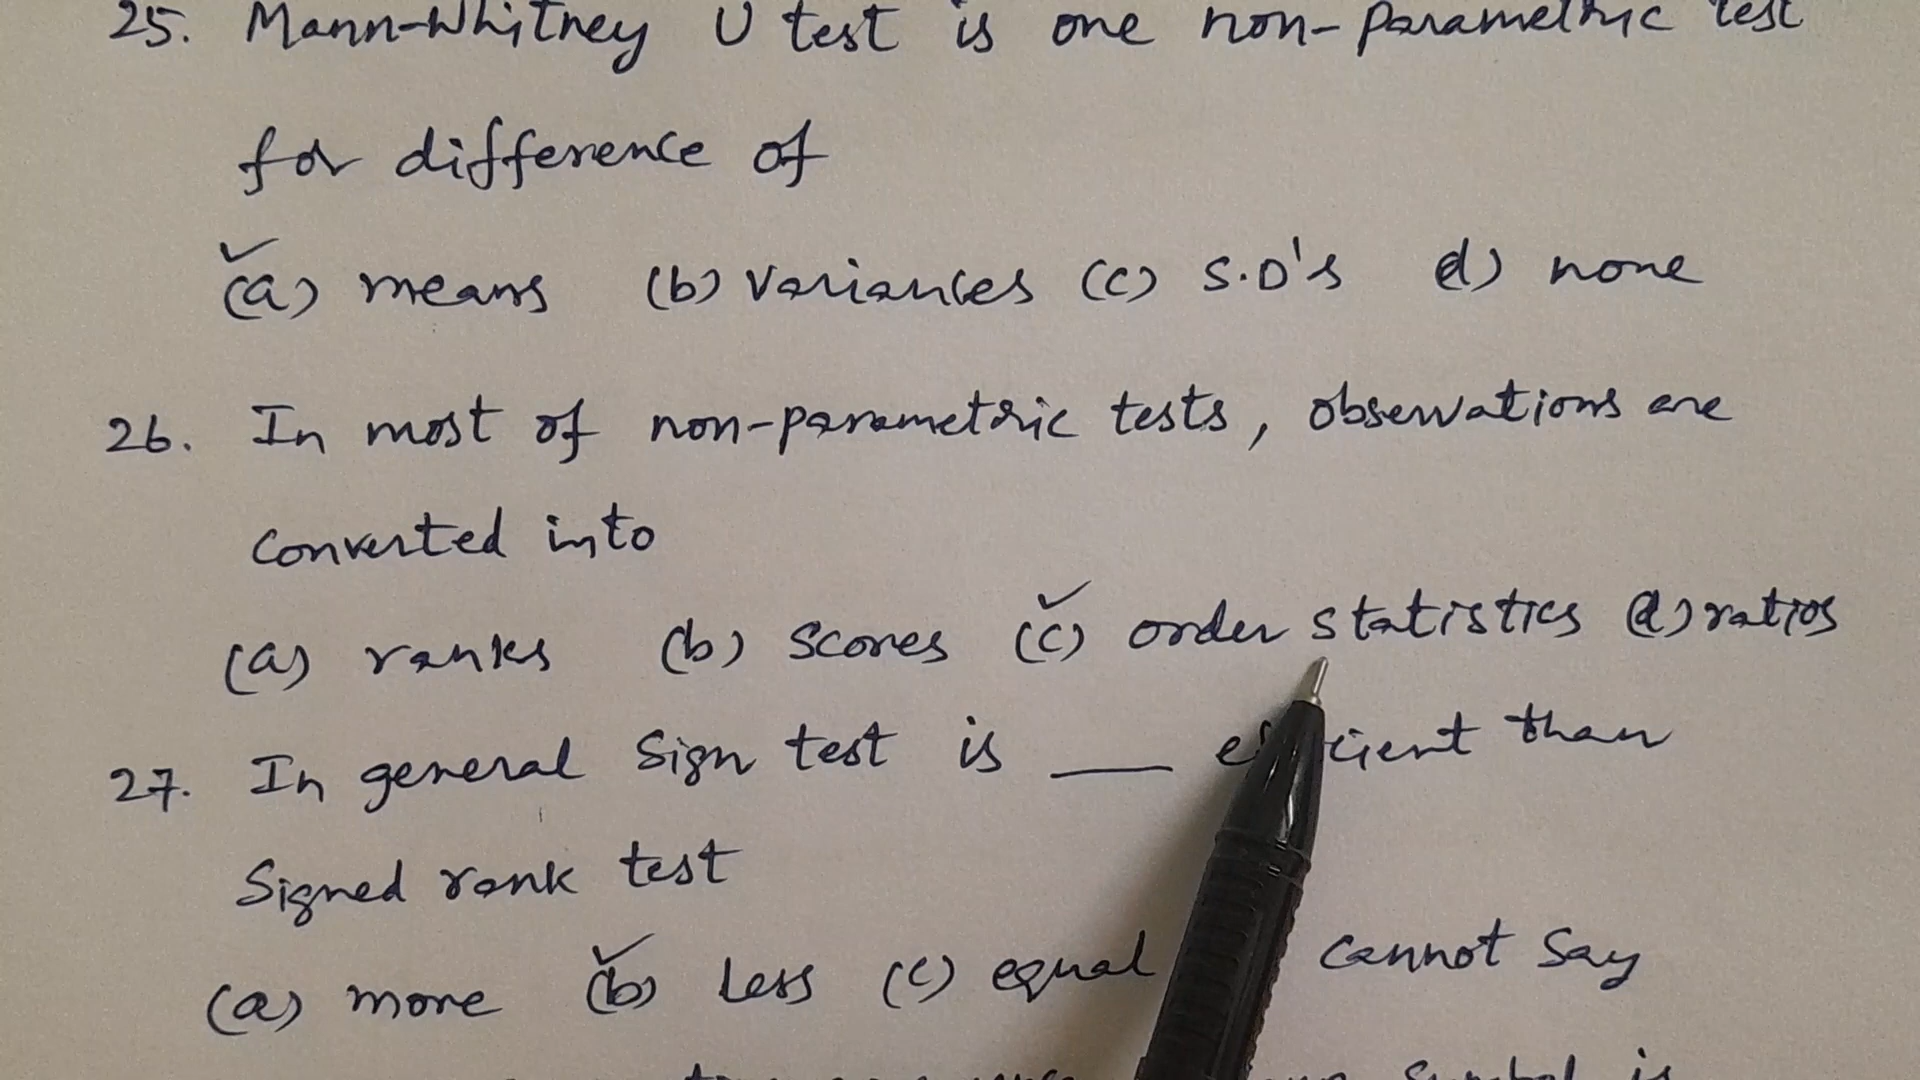 25. Mann-Whitney U test is one non-parametric test
for difference of
(a) means (b) Variances (c) S.D's d) none
26. In most of non-parametric tests, observations are
converted into
(a) ranks (b) Scores (c) order statistics (d) ratios
27. In general Sign test is ___ than
Signed rank test
(a) more (b) Less (c) equal cannot Say
is